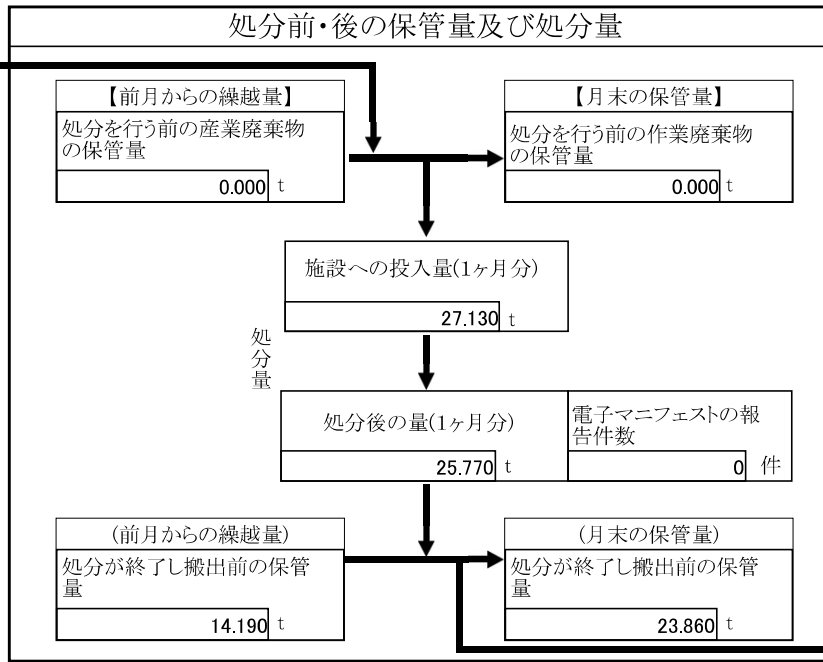 処分前・後の保管量及び処分量
【前月からの繰越量】
処分を行う前の産業廃棄物
の保管量
0.000 t
【月末の保管量】
処分を行う前の作業廃棄物
の保管量
0.000 t
施設への投入量(1ヶ月分)
27.130 t
処分量
処分後の量(1ヶ月分)
25.770 t
電子マニフェストの報
告件数
0 件
(前月からの繰越量)
処分が終了し搬出前の保管
量
14.190 t
(月末の保管量)
処分が終了し搬出前の保管
量
23.860 t